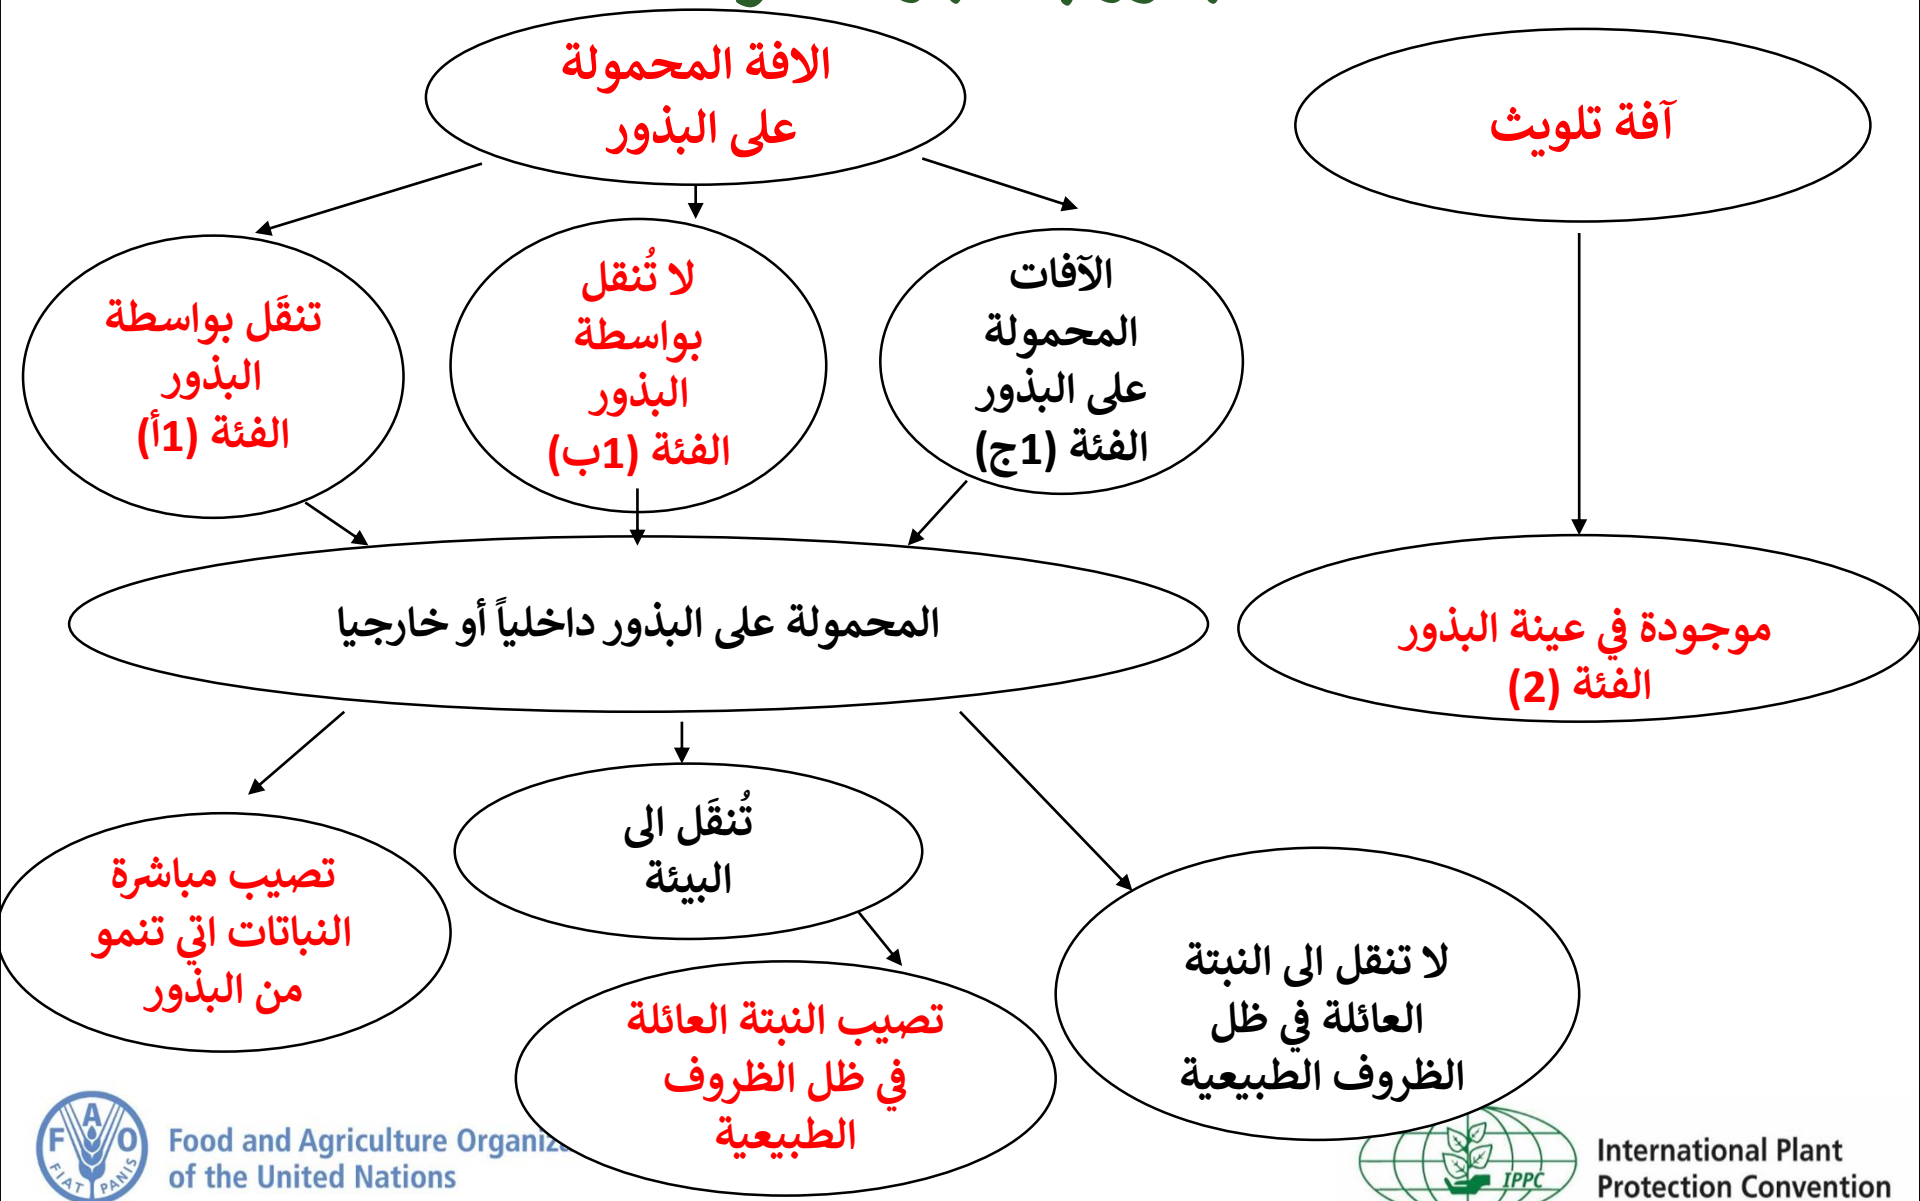 الافة المحمولة
على البذور
آفة تلويث
الآفات
المحمولة
على البذور
الفئة (1ج)
لا تُنقل
بواسطة
البذور
الفئة (1ب)
تنقَل بواسطة
البذور
الفئة (1أ)
المحمولة على البذور داخلياً أو خارجيا
موجودة في عينة البذور
الفئة (2)
تُنقَل الى
البيئة
تصيب مباشرة
النباتات اتي تنمو
من البذور
لا تنقل الى النبتة
العائلة في ظل
الظروف الطبيعية
تصيب النبتة العائلة
في ظل الظروف
الطبيعية
FAO
FIAT PANIS
Food and Agriculture Organiz
of the United Nations
IPPC
International Plant
Protection Convention